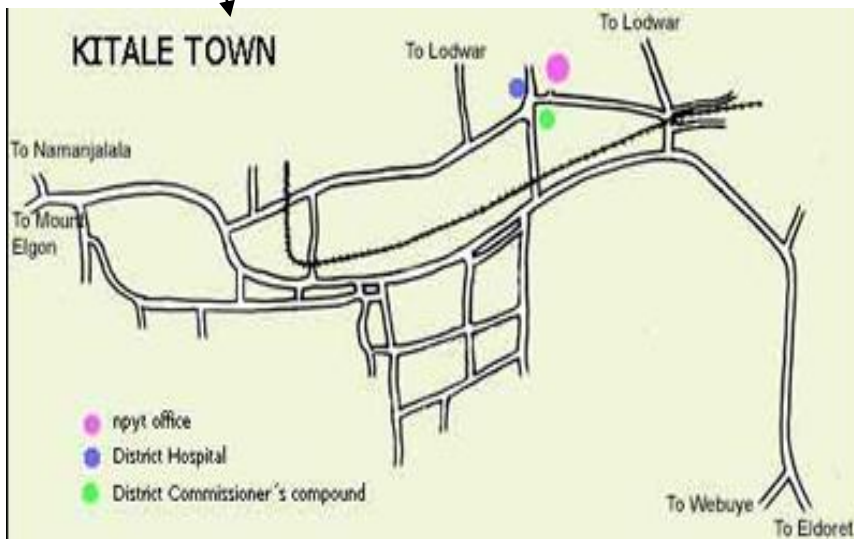 KITALE TOWN
To Lodwar
To Lodwar
To Namanjalala
To Mount
Elgon
npyt office
District Hospital
District Commissioner´s compound
To Webuye
To Eldoret